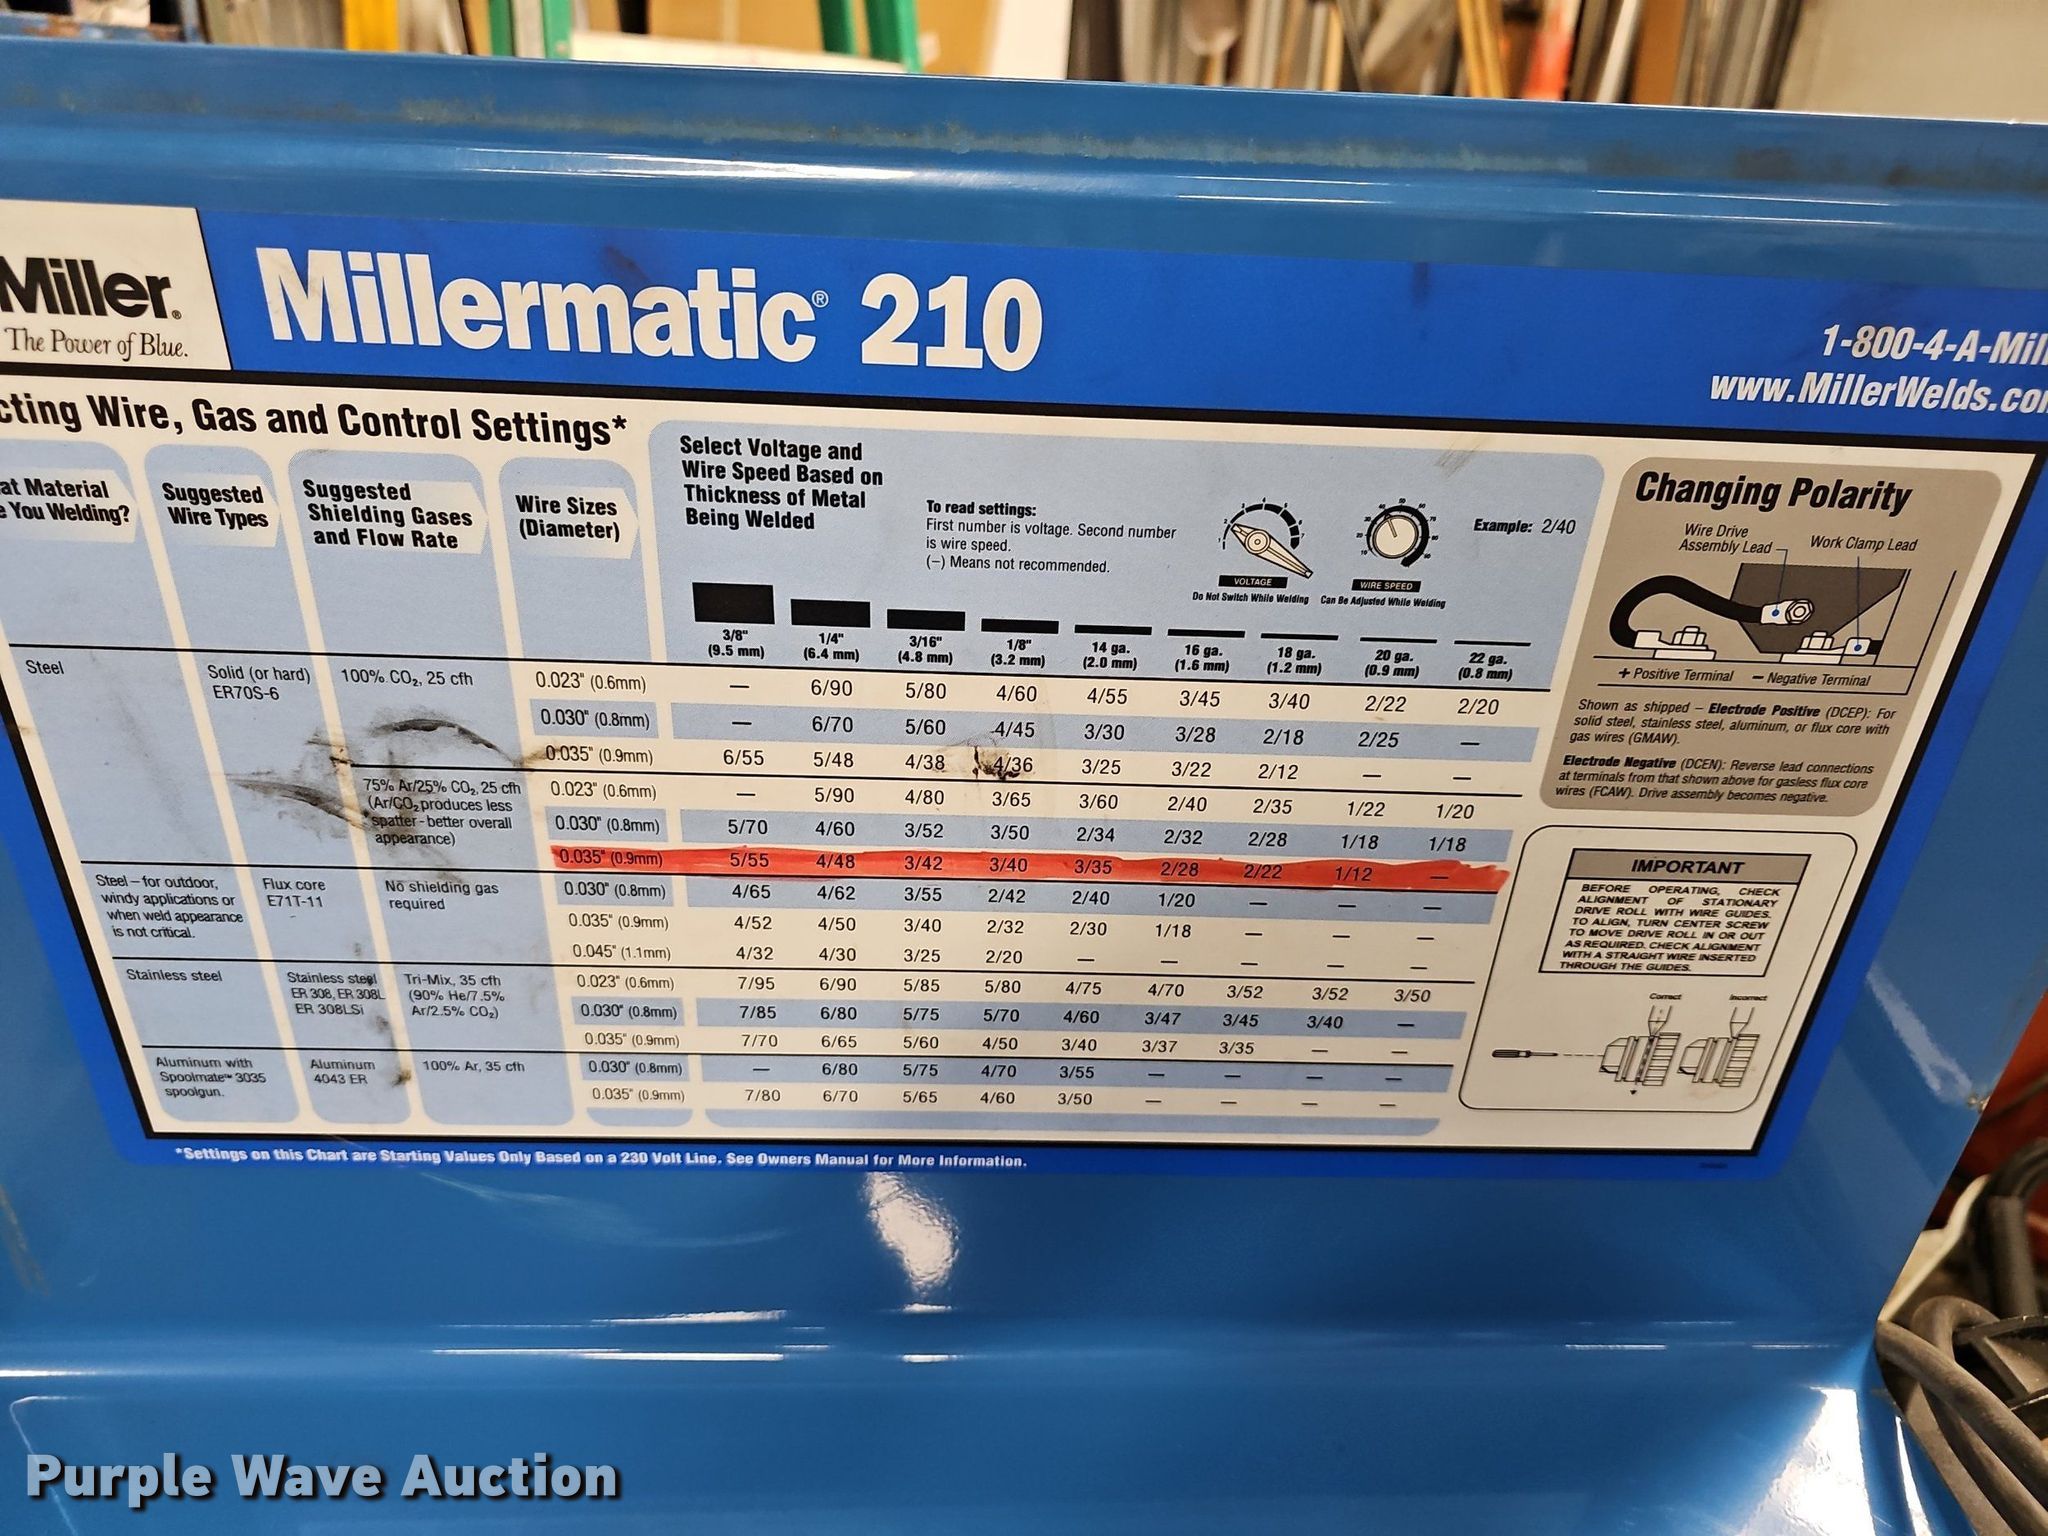 Miller®
The Power of Blue.
Millermatic® 210
1-800-4-A-Mil
www.MillerWelds.co
cting Wire, Gas and Control Settings*
at Material
e You Welding?
Suggested
Wire Types
Suggested
Shielding Gases
and Flow Rate
Wire Sizes
(Diameter)
Select Voltage and
Wire Speed Based on
Thickness of Metal
Being Welded
To read settings:
First number is voltage. Second number
is wire speed.
(–) Means not recommended.
VOLTAGE
Do Not Switch While Welding
WIRE SPEED
Can Be Adjusted While Welding
Example: 2/40
3/8" 1/4" 3/16" 1/8" 14 ga. 16 ga. 18 ga. 20 ga. 22 ga.
(9.5 mm) (6.4 mm) (4.8 mm) (3.2 mm) (2.0 mm) (1.6 mm) (1.2 mm) (0.9 mm) (0.8 mm)
Steel
Solid (or hard)
ER70S-6
100% CO₂, 25 cfh
0.023" (0.6mm) — 6/90 5/80 4/60 4/55 3/45 3/40 2/22 2/20
0.030" (0.8mm) — 6/70 5/60 4/45 3/30 3/28 2/18 2/25 —
0.035" (0.9mm) 6/55 5/48 4/38 4/36 3/25 3/22 2/12 — —
75% Ar/25% CO₂, 25 cfh
(Ar/CO₂ produces less
spatter - better overall
appearance)
0.023" (0.6mm) — 5/90 4/80 3/65 3/60 2/40 2/35 1/22 1/20
0.030" (0.8mm) 5/70 4/60 3/52 3/50 2/34 2/32 2/28 1/18 1/18
0.035" (0.9mm) 5/55 4/48 3/42 3/40 3/35 2/28 2/22 1/12 —
Steel – for outdoor,
windy applications or
when weld appearance
is not critical.
Flux core
E71T-11
No shielding gas
required
0.030" (0.8mm) 4/65 4/62 3/55 2/42 2/40 1/20 — — —
0.035" (0.9mm) 4/52 4/50 3/40 2/32 2/30 1/18 — — —
0.045" (1.1mm) 4/32 4/30 3/25 2/20 — — — — —
Stainless steel
Stainless steel
ER 308, ER 308L
ER 308LSi
Tri-Mix, 35 cfh
(90% He/7.5%
Ar/2.5% CO₂)
0.023" (0.6mm) 7/95 6/90 5/85 5/80 4/75 4/70 3/52 3/52 3/50
0.030" (0.8mm) 7/85 6/80 5/75 5/70 4/60 3/47 3/45 3/40 —
0.035" (0.9mm) 7/70 6/65 5/60 4/50 3/40 3/37 3/35 — —
Aluminum with
Spoolmate™ 3035
spoolgun.
Aluminum
4043 ER
100% Ar, 35 cfh
0.030" (0.8mm) — 6/80 5/75 4/70 3/55 — — — —
0.035" (0.9mm) 7/80 6/70 5/65 4/60 3/50 — — — —
*Settings on this Chart are Starting Values Only Based on a 230 Volt Line. See Owners Manual for More Information.
Changing Polarity
Wire Drive
Assembly Lead
Work Clamp Lead
+ Positive Terminal – Negative Terminal
Shown as shipped – Electrode Positive (DCEP): For
solid steel, stainless steel, aluminum, or flux core with
gas wires (GMAW).
Electrode Negative (DCEN): Reverse lead connections
at terminals from that shown above for gasless flux core
wires (FCAW). Drive assembly becomes negative.
IMPORTANT
BEFORE OPERATING, CHECK
ALIGNMENT OF STATIONARY
DRIVE ROLL WITH WIRE GUIDES.
TO ALIGN, TURN CENTER SCREW
TO MOVE DRIVE ROLL IN OR OUT
AS REQUIRED. CHECK ALIGNMENT
WITH A STRAIGHT WIRE INSERTED
THROUGH THE GUIDES.
Correct Incorrect
Purple Wave Auction